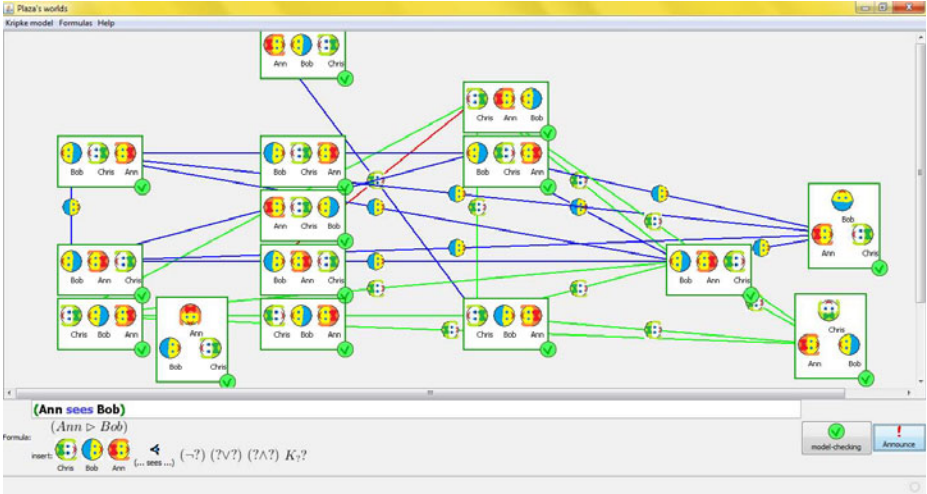 Plaza's worlds
Kripke model Formulas Help
Ann Bob Chris
Chris Ann Bob
Bob Chris Ann
Bob Chris Ann
Bob Chris Ann
Ann Chris Bob
Bob
Ann Chris
Bob Ann Chris
Bob Ann Chris
Bob Ann Chris
Chris Bob Ann
Ann
Bob Chris
Chris Bob Ann
Chris Bob Ann
Chris
Ann Bob
(Ann sees Bob)
(Ann ▷ Bob)
Formula:
insert: Chris Bob Ann (... sees ...) (¬?) (?∨?) (?∧?) K??
model-checking
Announce